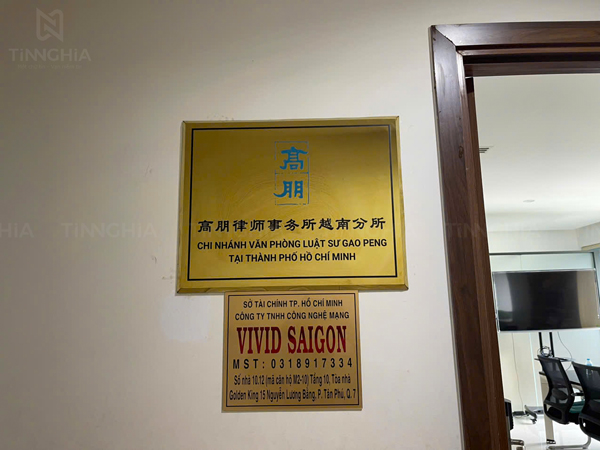 TINNGHIA
高
朋
高朋律师事务所越南分所
CHI NHÁNH VĂN PHÒNG LUẬT SƯ GAO PENG
TẠI THÀNH PHỐ HỒ CHÍ MINH
SỞ TÀI CHÍNH TP. HỒ CHÍ MINH
CÔNG TY TNHH CÔNG NGHỆ MẠNG
VIVID SAIGON
MST: 0318917334
Số nhà 10.12 (mã căn hộ M2-10) Tầng 10, Tòa nhà
Golden King 15 Nguyễn Lương Bằng, P. Tân Phú, Q. 7